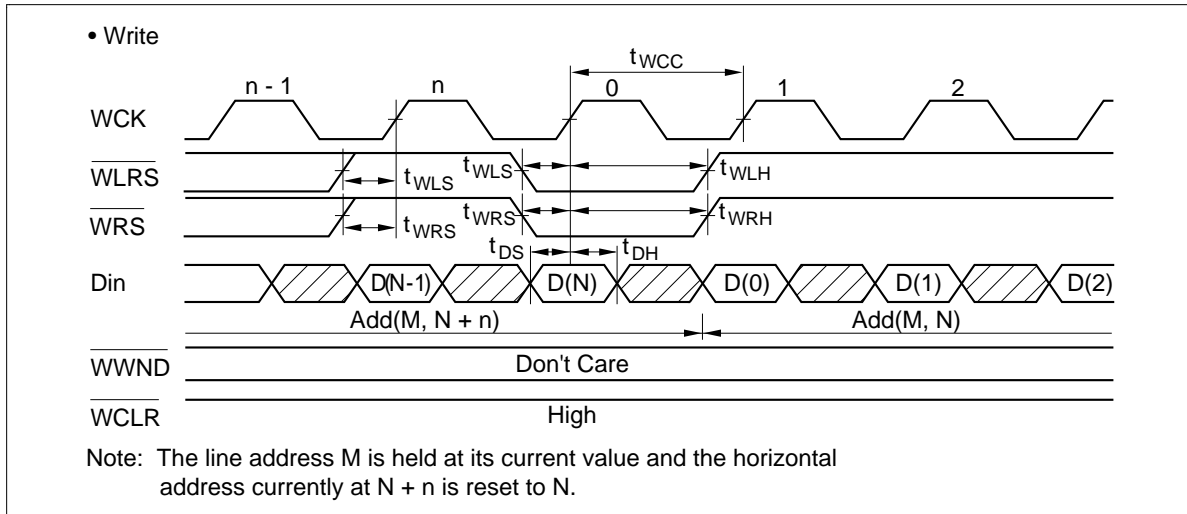 • Write
tWCC
n - 1 n 0 1 2
WCK
WLRS tWLS tWLS tWLH
WRS tWRS tWRS tWRH
tDS tDH
Din D(N-1) D(N) D(0) D(1) D(2)
Add(M, N + n) Add(M, N)
WWND Don't Care
WCLR High
Note: The line address M is held at its current value and the horizontal
address currently at N + n is reset to N.